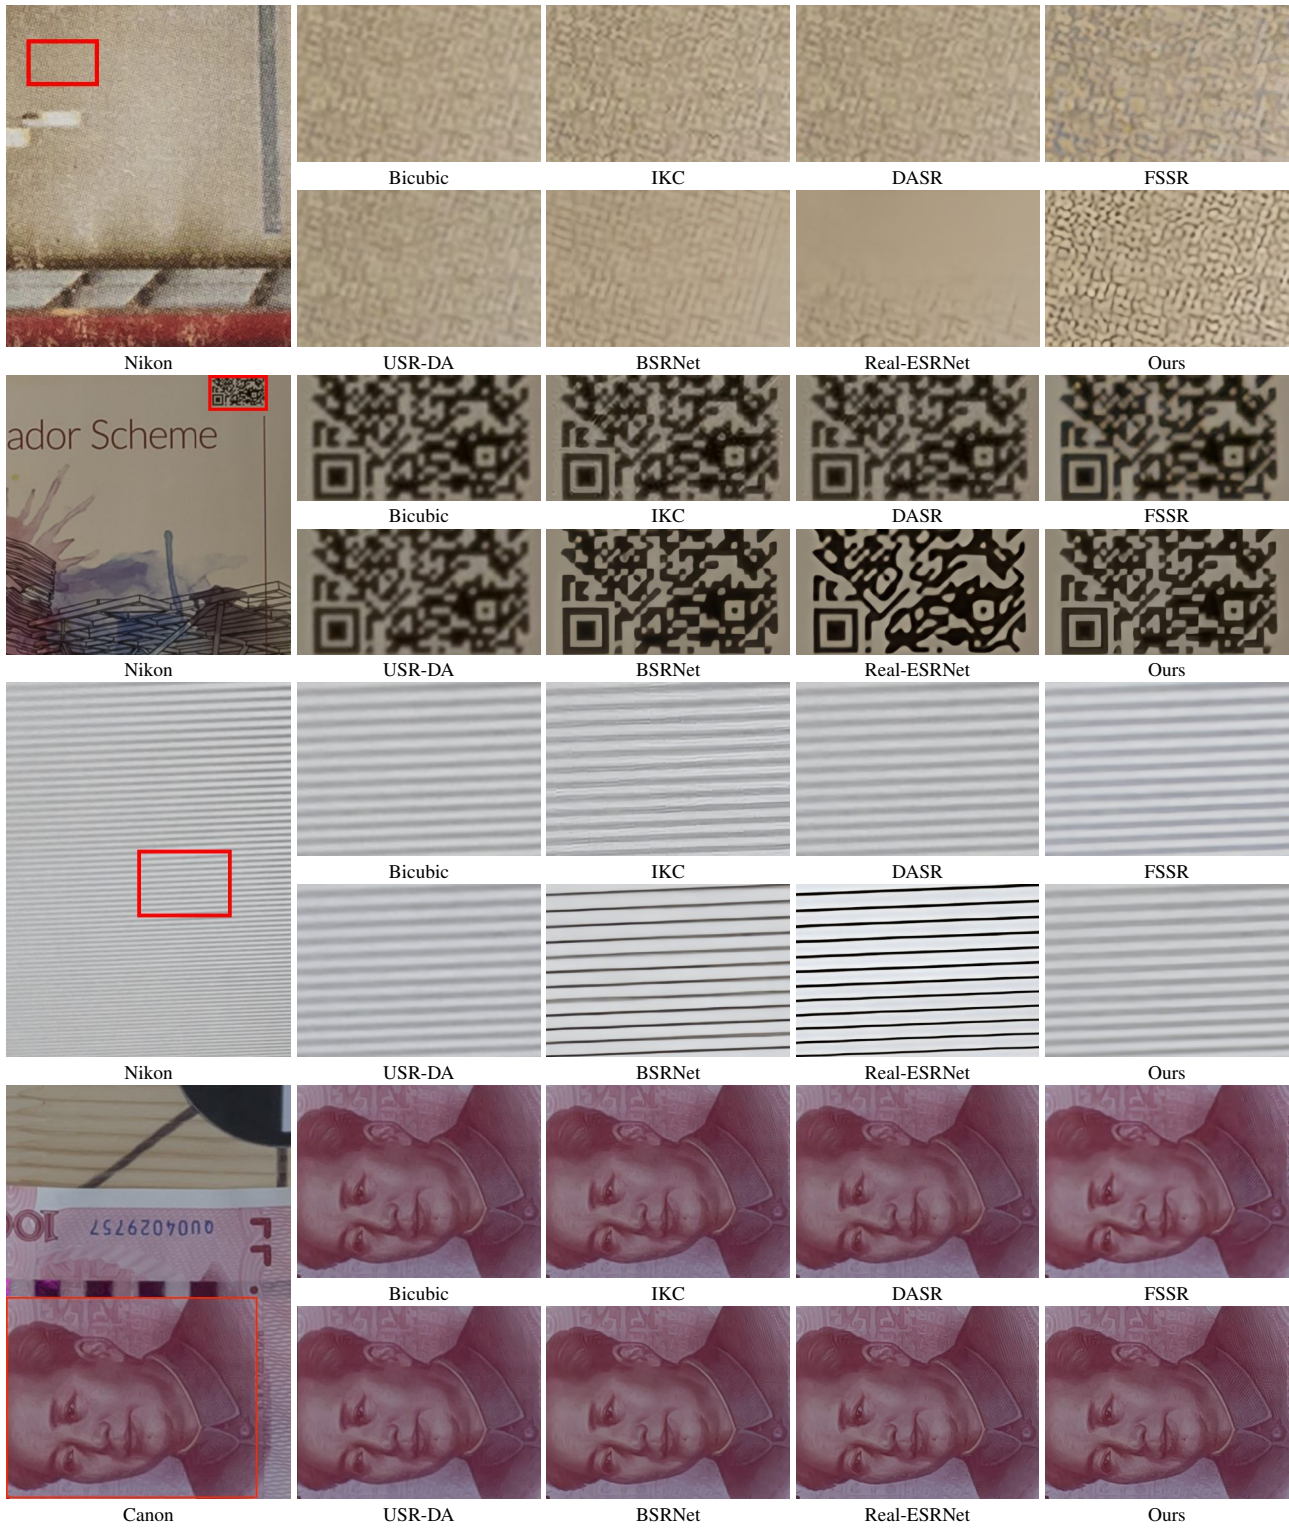 Bicubic IKC DASR FSSR
Nikon USR-DA BSRNet Real-ESRNet Ours
ador Scheme
Bicubic IKC DASR FSSR
Nikon USR-DA BSRNet Real-ESRNet Ours
Bicubic IKC DASR FSSR
Nikon USR-DA BSRNet Real-ESRNet Ours
100
QU04029757
Bicubic IKC DASR FSSR
Canon USR-DA BSRNet Real-ESRNet Ours